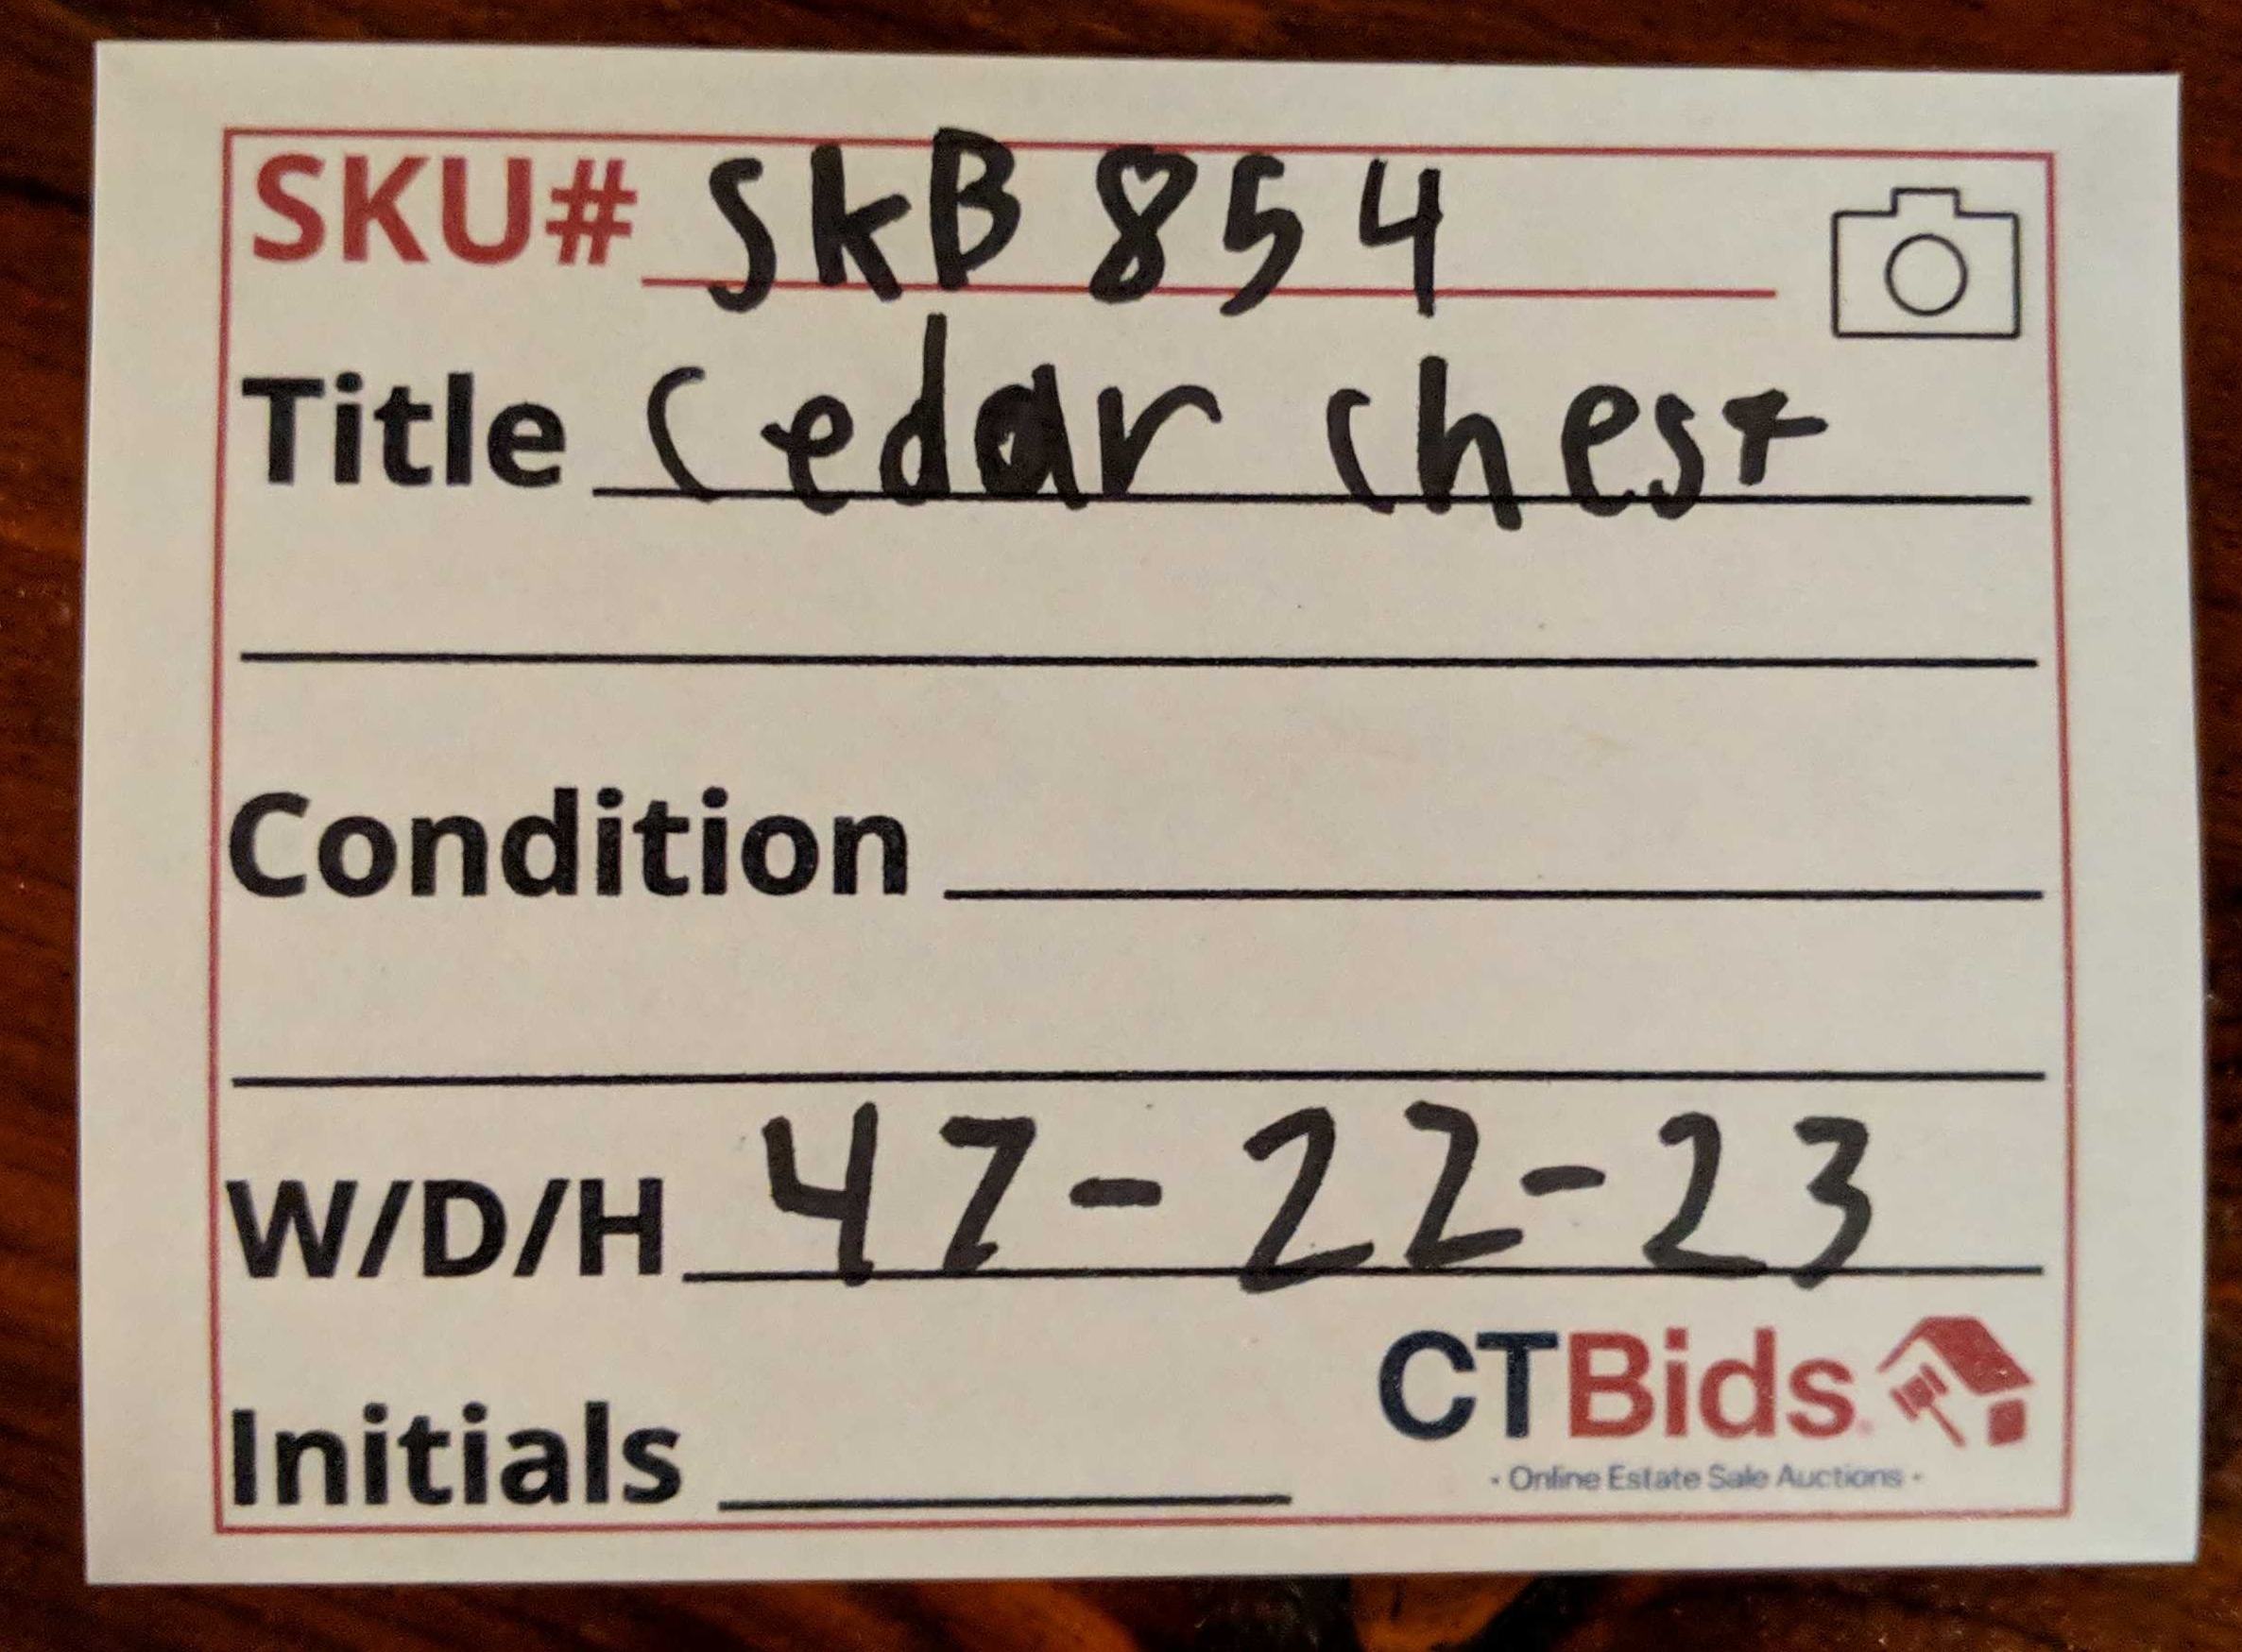 SKU# SkB 854
Title Cedar chest
Condition
W/D/H 47-22-23
Initials
CTBids
- Online Estate Sale Auctions -